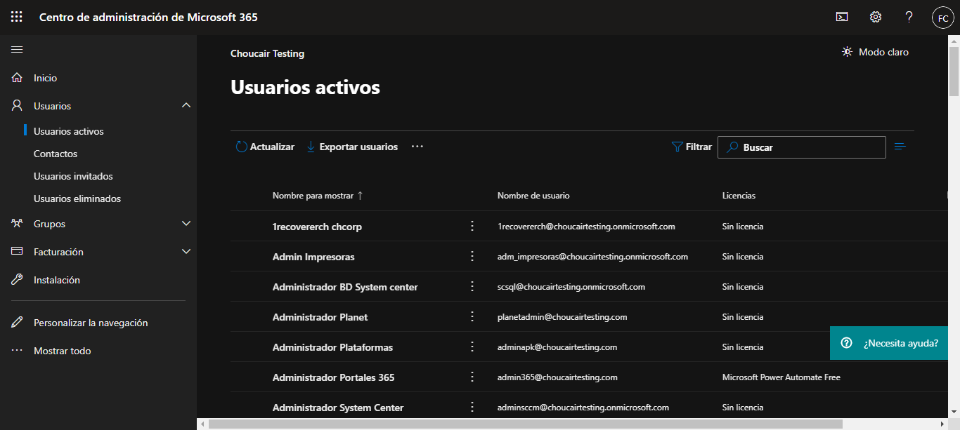 Centro de administración de Microsoft 365
FC
Choucair Testing
Modo claro
Inicio
Usuarios
Usuarios activos
Contactos
Usuarios invitados
Usuarios eliminados
Grupos
Facturación
Instalación
Personalizar la navegación
Mostrar todo
Usuarios activos
Actualizar Exportar usuarios Filtrar Buscar
Nombre para mostrar ↑ Nombre de usuario Licencias
1recovererch chcorp 1recovererch@choucairtesting.onmicrosoft.com Sin licencia
Admin Impresoras adm_impresoras@choucairtesting.onmicrosoft.com Sin licencia
Administrador BD System center scsql@choucairtesting.onmicrosoft.com Sin licencia
Administrador Planet planetadmin@choucairtesting.com Sin licencia
Administrador Plataformas adminapk@choucairtesting.com Sin licencia
Administrador Portales 365 admin365@choucairtesting.com Microsoft Power Automate Free
Administrador System Center adminsccm@choucairtesting.onmicrosoft.com Sin licencia
¿Necesita ayuda?